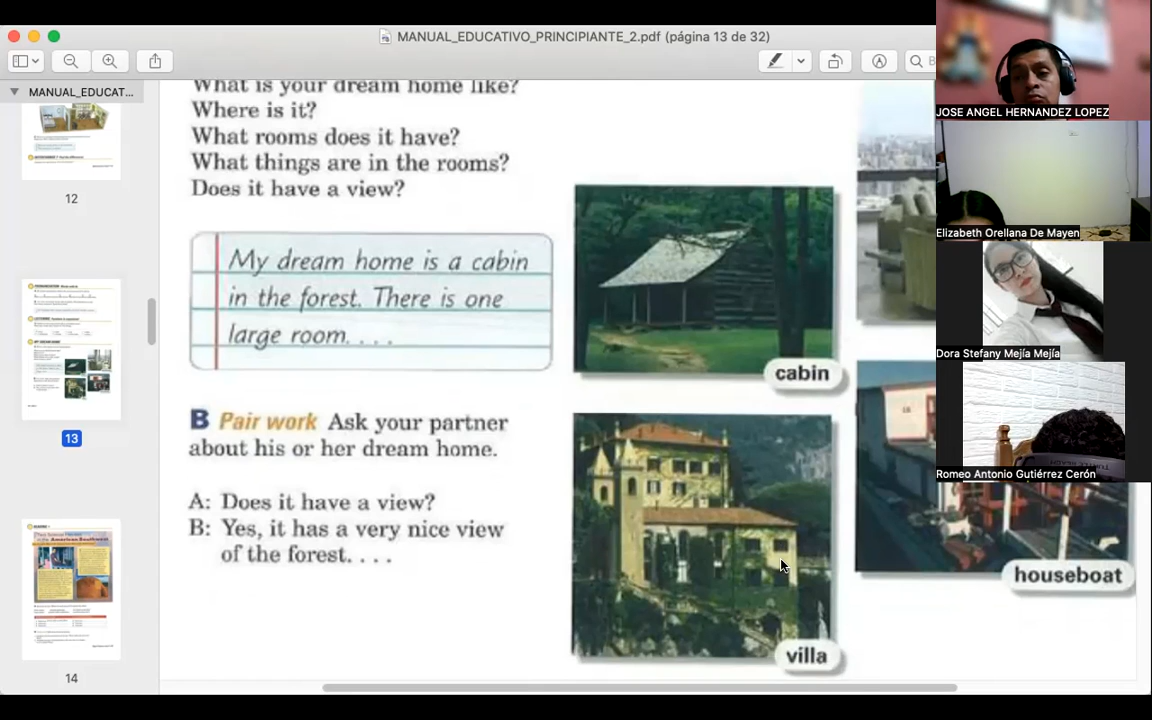 MANUAL_EDUCATIVO_PRINCIPIANTE_2.pdf (página 13 de 32)
MANUAL_EDUCAT...
12
13
14
What is your dream home like?
Where is it?
What rooms does it have?
What things are in the rooms?
Does it have a view?
My dream home is a cabin
in the forest. There is one
large room. . . .
B Pair work Ask your partner
about his or her dream home.
A: Does it have a view?
B: Yes, it has a very nice view
of the forest. . . .
cabin
villa
houseboat
JOSE ANGEL HERNANDEZ LOPEZ
Elizabeth Orellana De Mayen
Dora Stefany Mejía Mejía
Romeo Antonio Gutiérrez Cerón